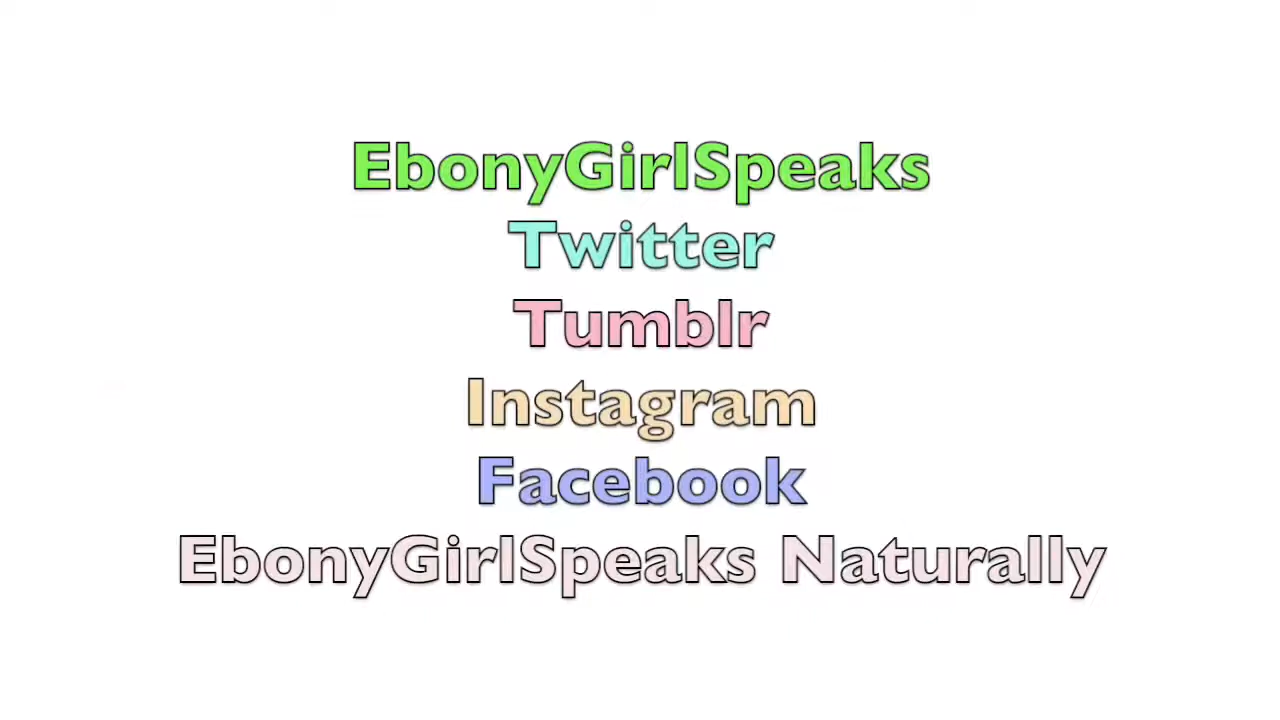 EbonyGirlSpeaks
Twitter
Tumblr
Instagram
Facebook
EbonyGirlSpeaks Naturally